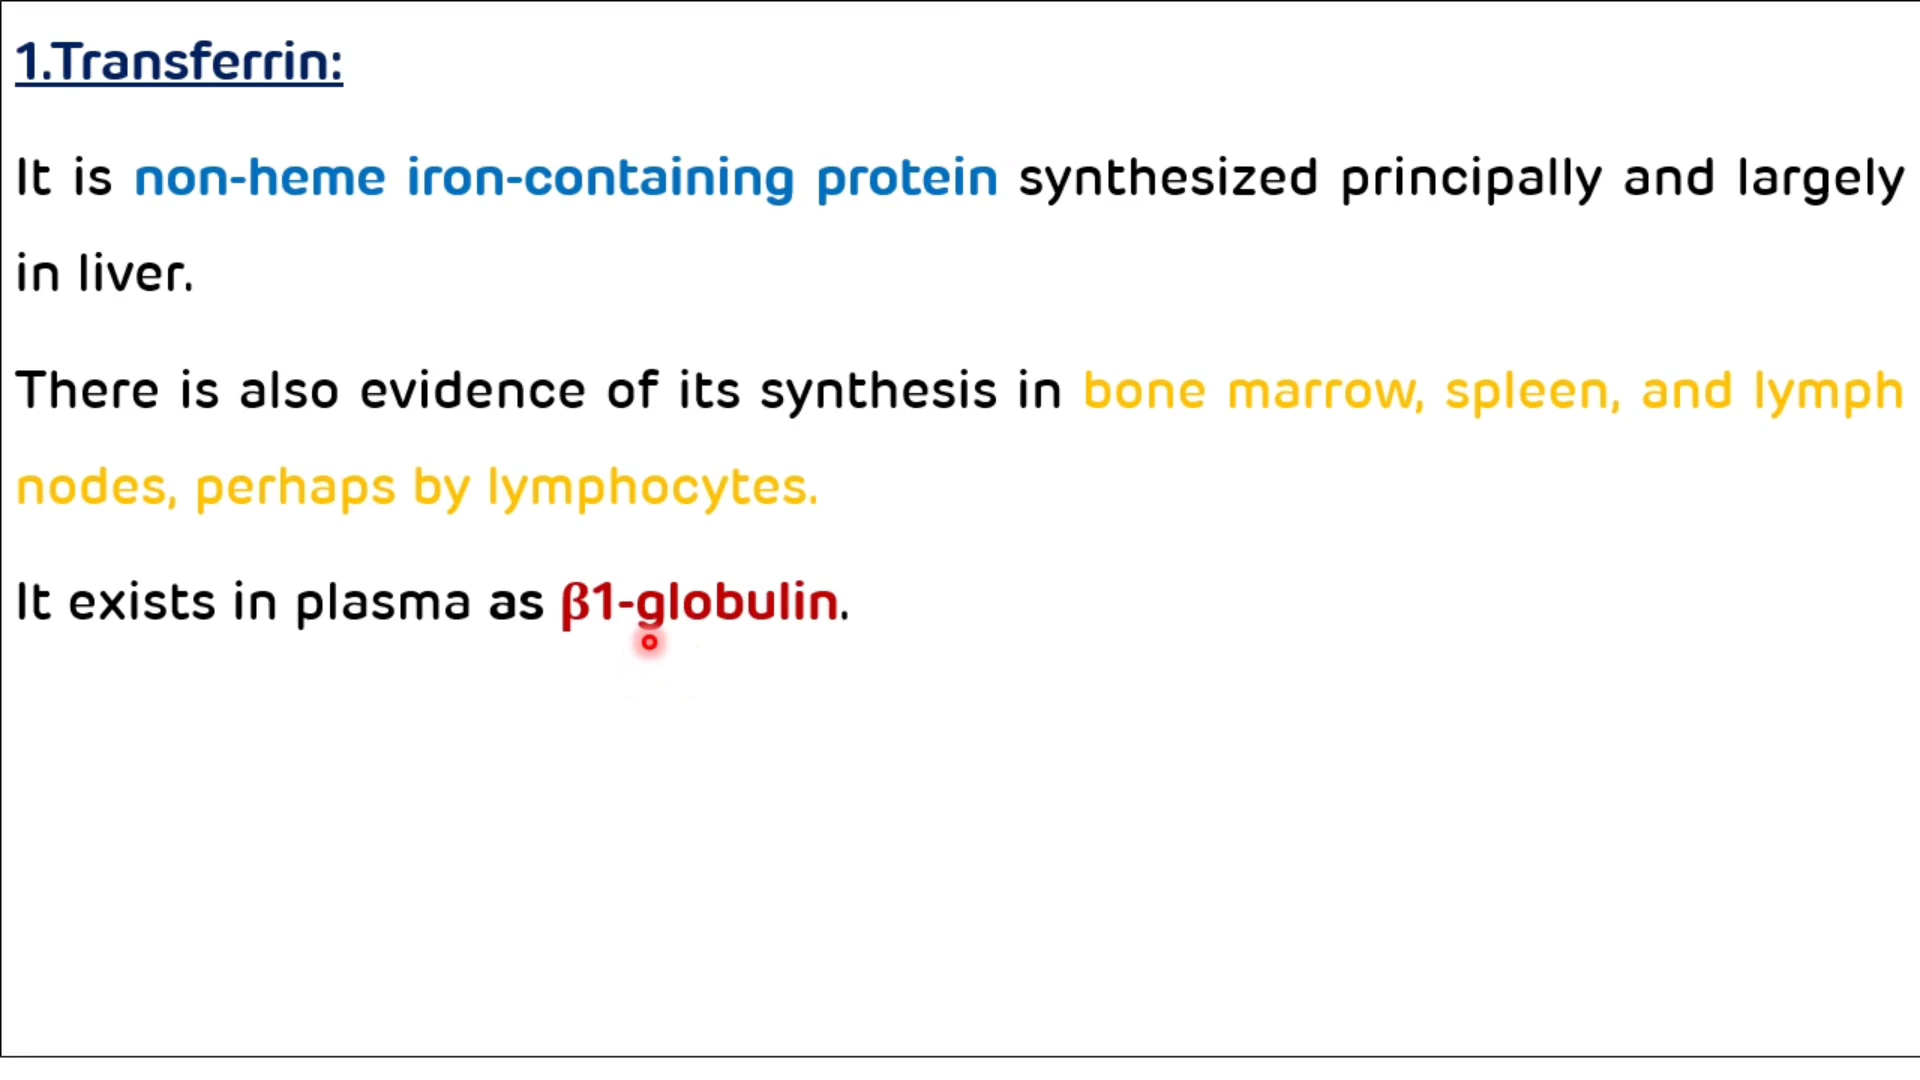 1.Transferrin:
It is non-heme iron-containing protein synthesized principally and largely
in liver.
There is also evidence of its synthesis in bone marrow, spleen, and lymph
nodes, perhaps by lymphocytes.
It exists in plasma as β1-globulin.